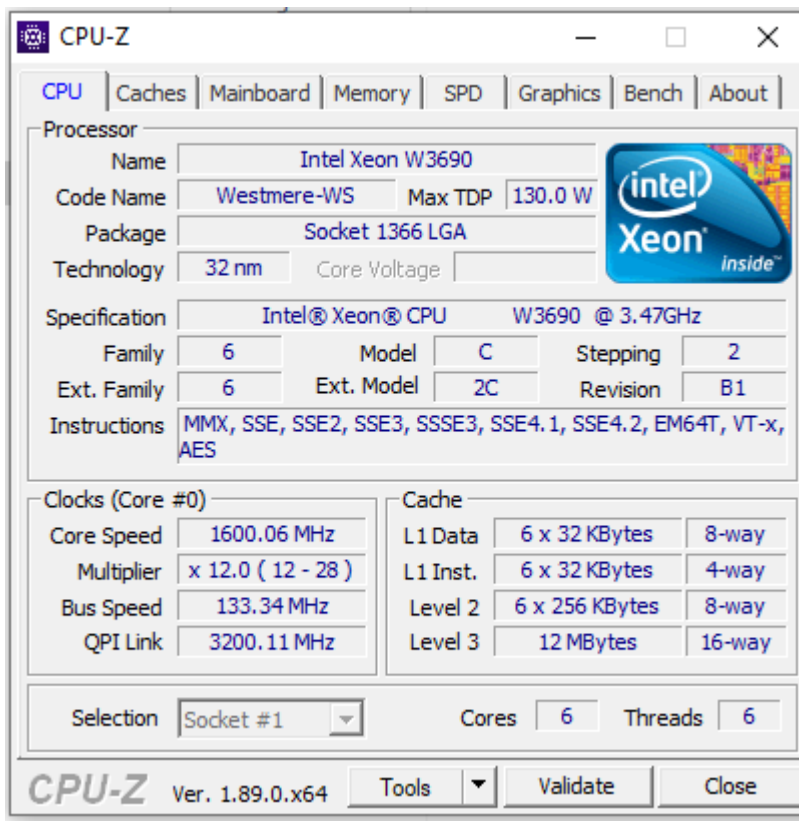 CPU-Z
CPU Caches Mainboard Memory SPD Graphics Bench About
Processor
Name Intel Xeon W3690
Code Name Westmere-WS Max TDP 130.0 W
Package Socket 1366 LGA
Technology 32 nm Core Voltage
intel
Xeon
inside™
Specification Intel® Xeon® CPU W3690 @ 3.47GHz
Family 6 Model C Stepping 2
Ext. Family 6 Ext. Model 2C Revision B1
Instructions MMX, SSE, SSE2, SSE3, SSSE3, SSE4.1, SSE4.2, EM64T, VT-x,
AES
Clocks (Core #0)
Core Speed 1600.06 MHz
Multiplier x 12.0 ( 12 - 28 )
Bus Speed 133.34 MHz
QPI Link 3200.11 MHz
Cache
L1 Data 6 x 32 KBytes 8-way
L1 Inst. 6 x 32 KBytes 4-way
Level 2 6 x 256 KBytes 8-way
Level 3 12 MBytes 16-way
Selection Socket #1 Cores 6 Threads 6
CPU-Z Ver. 1.89.0.x64 Tools Validate Close